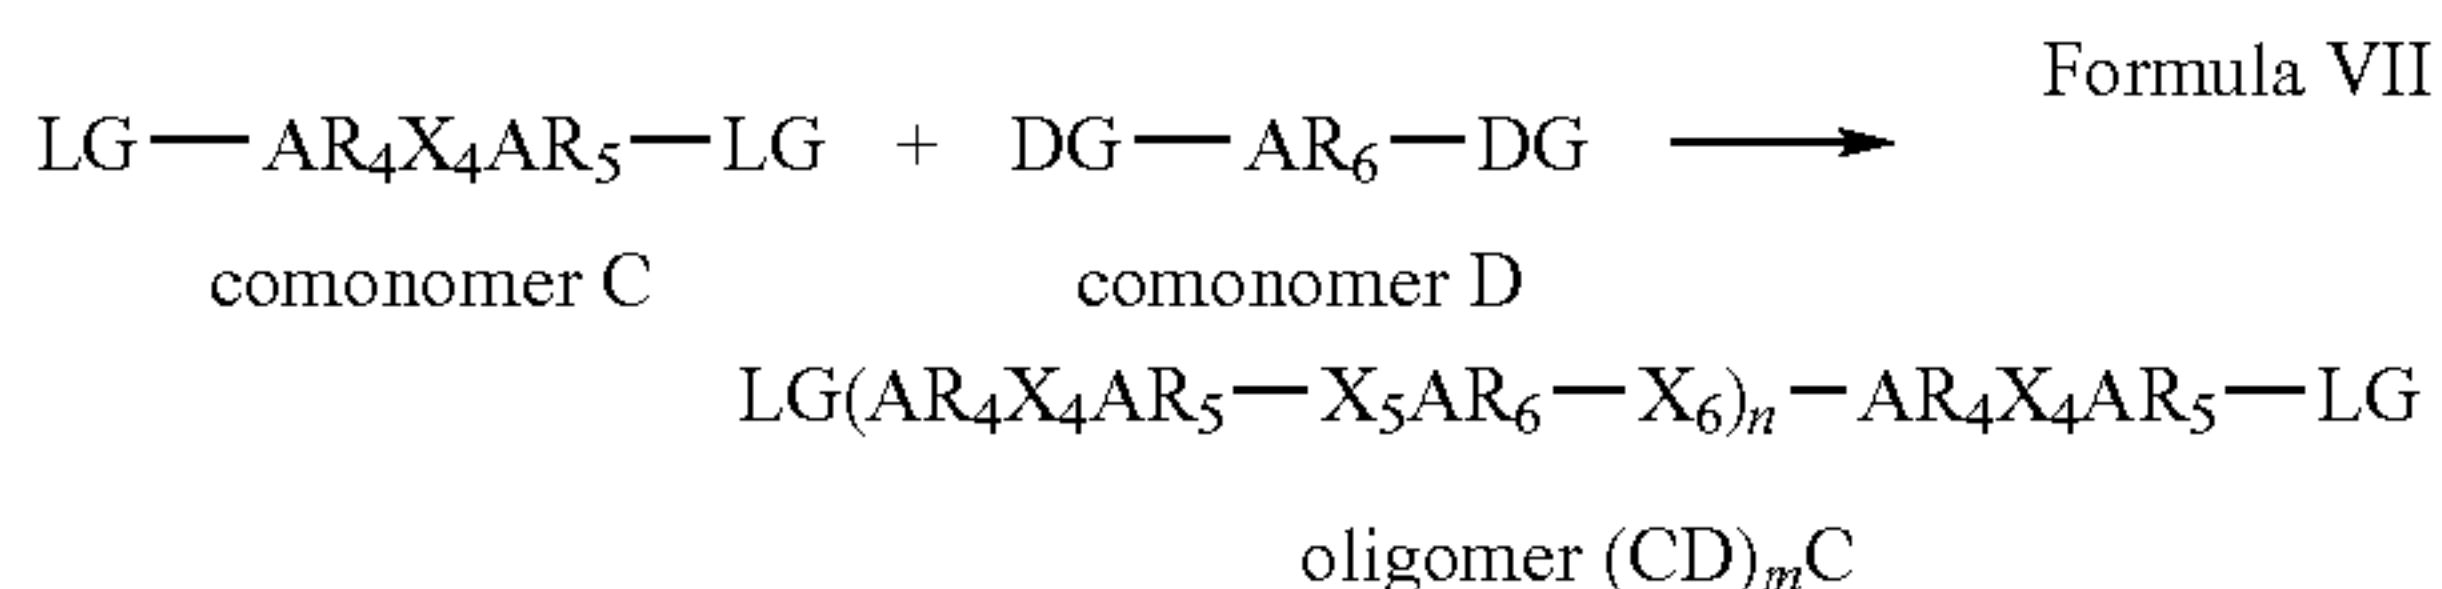 Formula VII
LG—AR₄X₄AR₅—LG + DG—AR₆—DG ⟶
comonomer C comonomer D
LG(AR₄X₄AR₅—X₅AR₆—X₆)ₙ—AR₄X₄AR₅—LG
oligomer (CD)ₘC